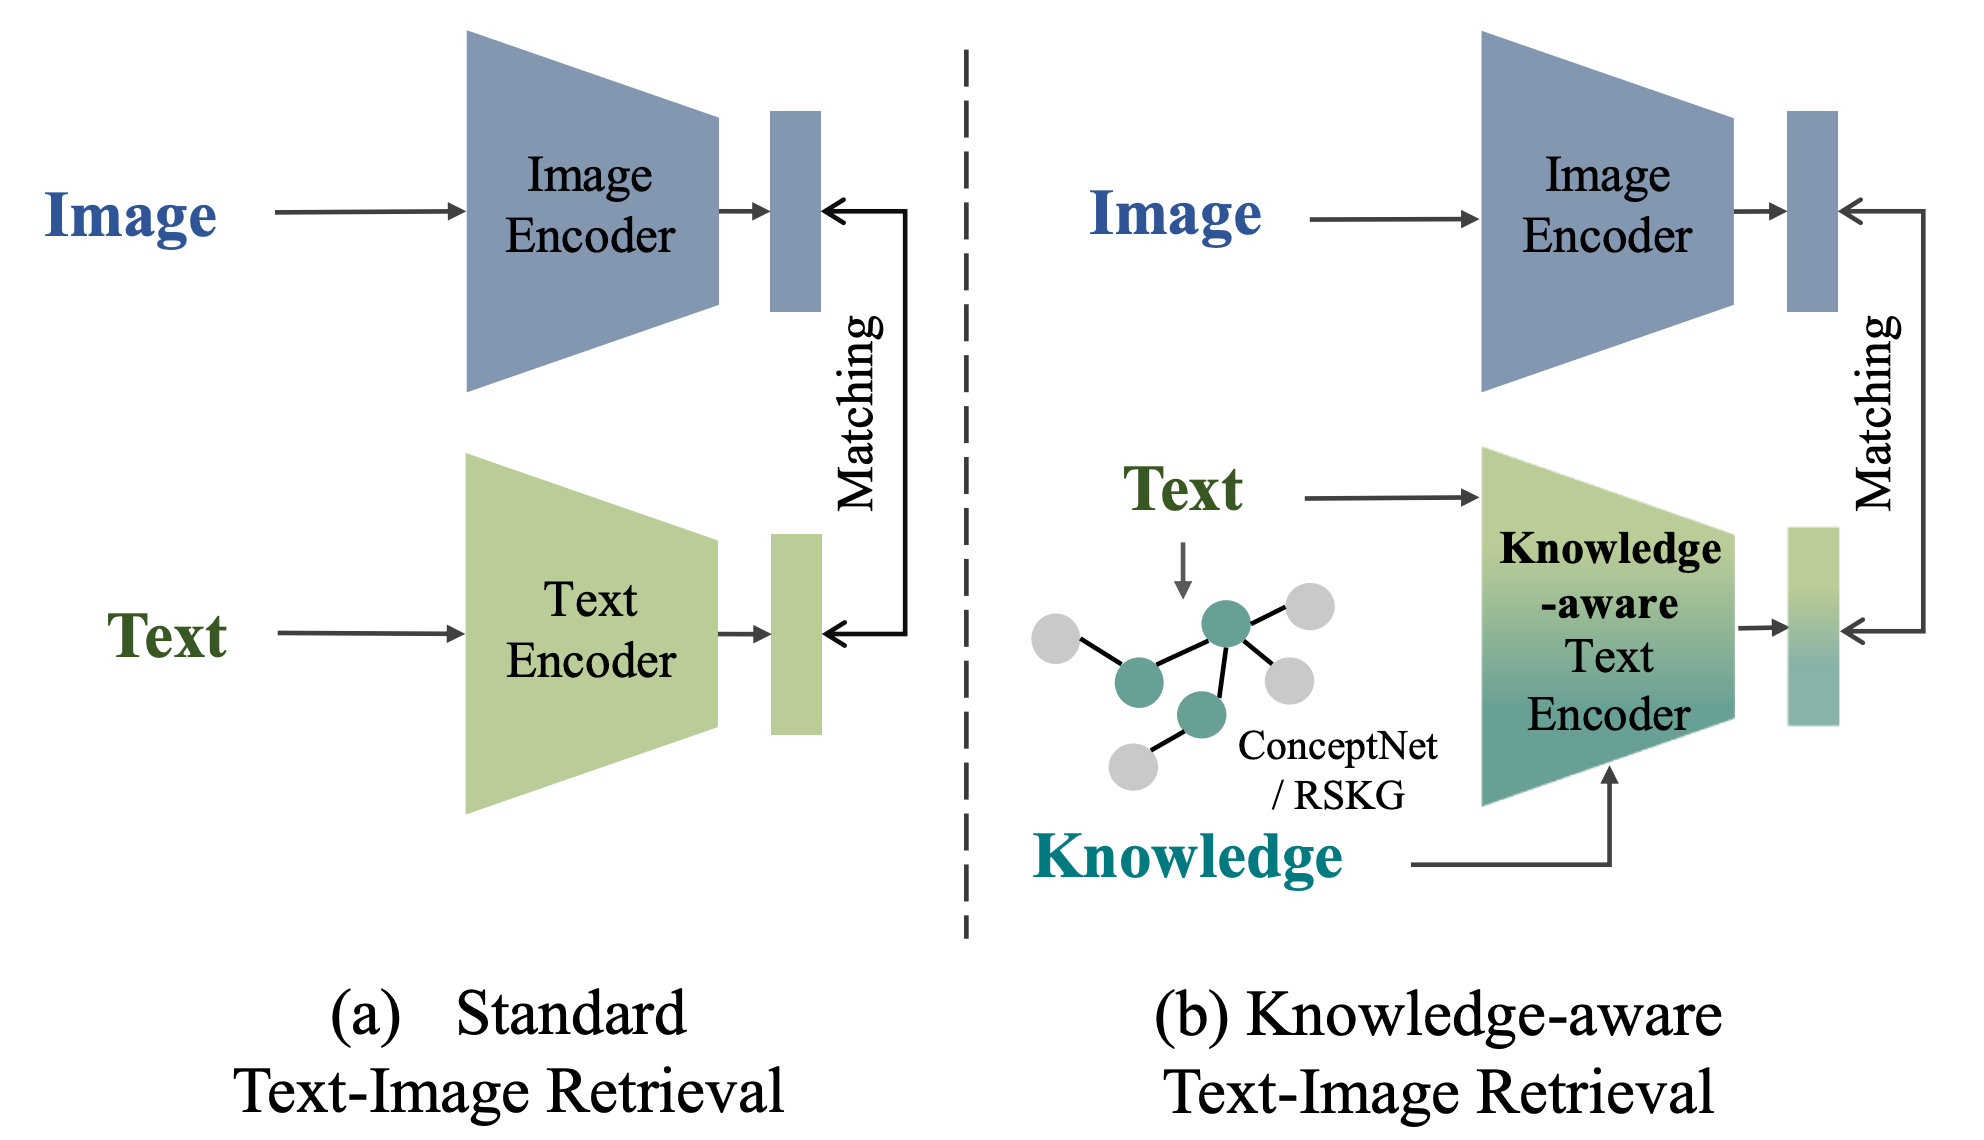 Image
Image
Encoder
Matching
Text
Text
Encoder
(a) Standard
Text-Image Retrieval
Image
Image
Encoder
Matching
Text
Knowledge
-aware
Text
Encoder
ConceptNet
/ RSKG
Knowledge
(b) Knowledge-aware
Text-Image Retrieval